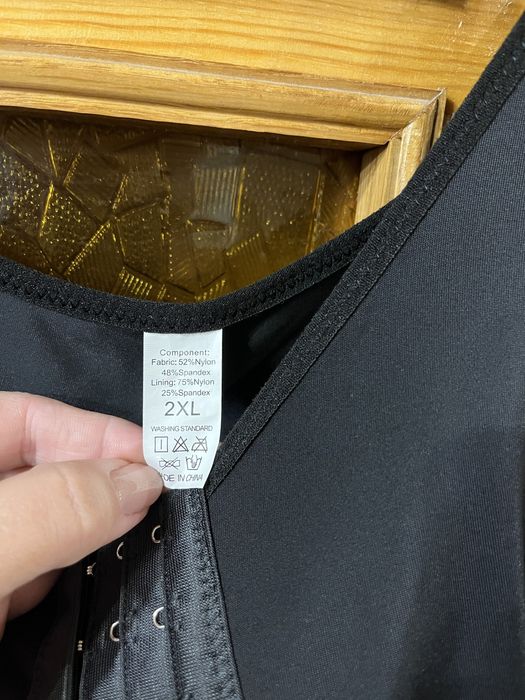 Component:
Fabric: 52%Nylon
48%Spandex
Lining: 75%Nylon
25%Spandex
2XL
WASHING STANDARD
DE IN CHINA